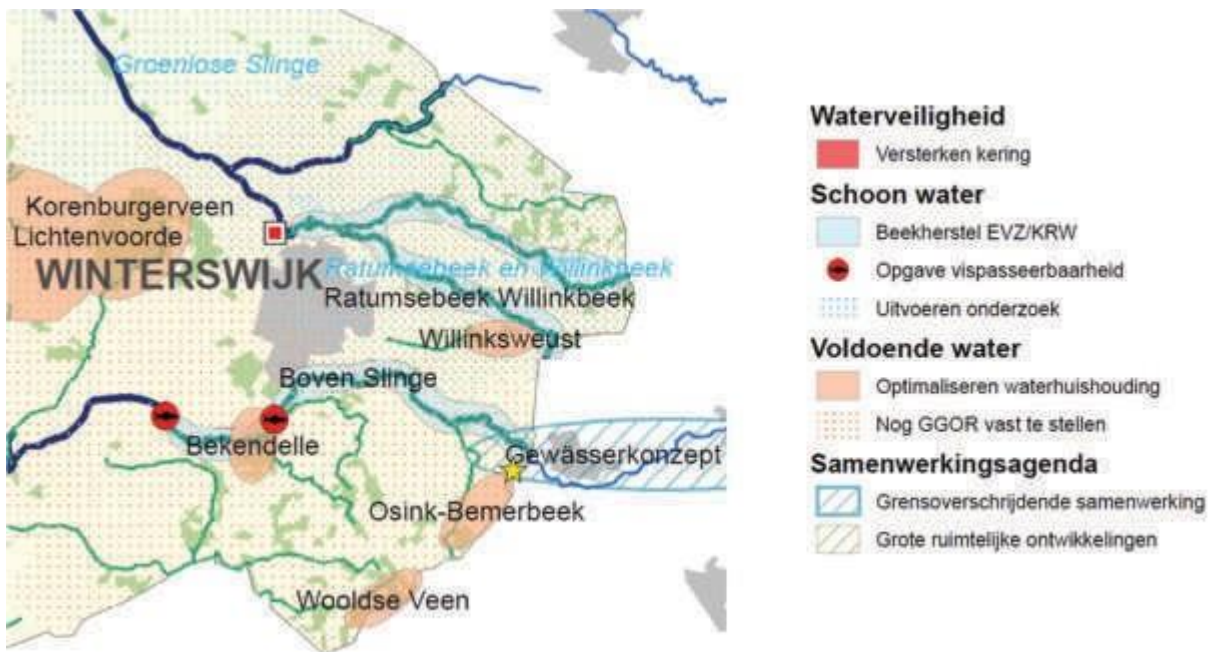 Groenlose Slinge
Korenburgerveen
Lichtenvoorde
WINTERSWIJK
Ratumsebeek en Willinkbeek
Ratumsebeek Willinkbeek
Willinksweust
Boven Slinge
Bekendelle
Gewässerkonzept
Osink-Bemerbeek
Wooldse Veen
Waterveiligheid
Versterken kering
Schoon water
Beekherstel EVZ/KRW
Opgave vispasseerbaarheid
Uitvoeren onderzoek
Voldoende water
Optimaliseren waterhuishouding
Nog GGOR vast te stellen
Samenwerkingsagenda
Grensoverschrijdende samenwerking
Grote ruimtelijke ontwikkelingen